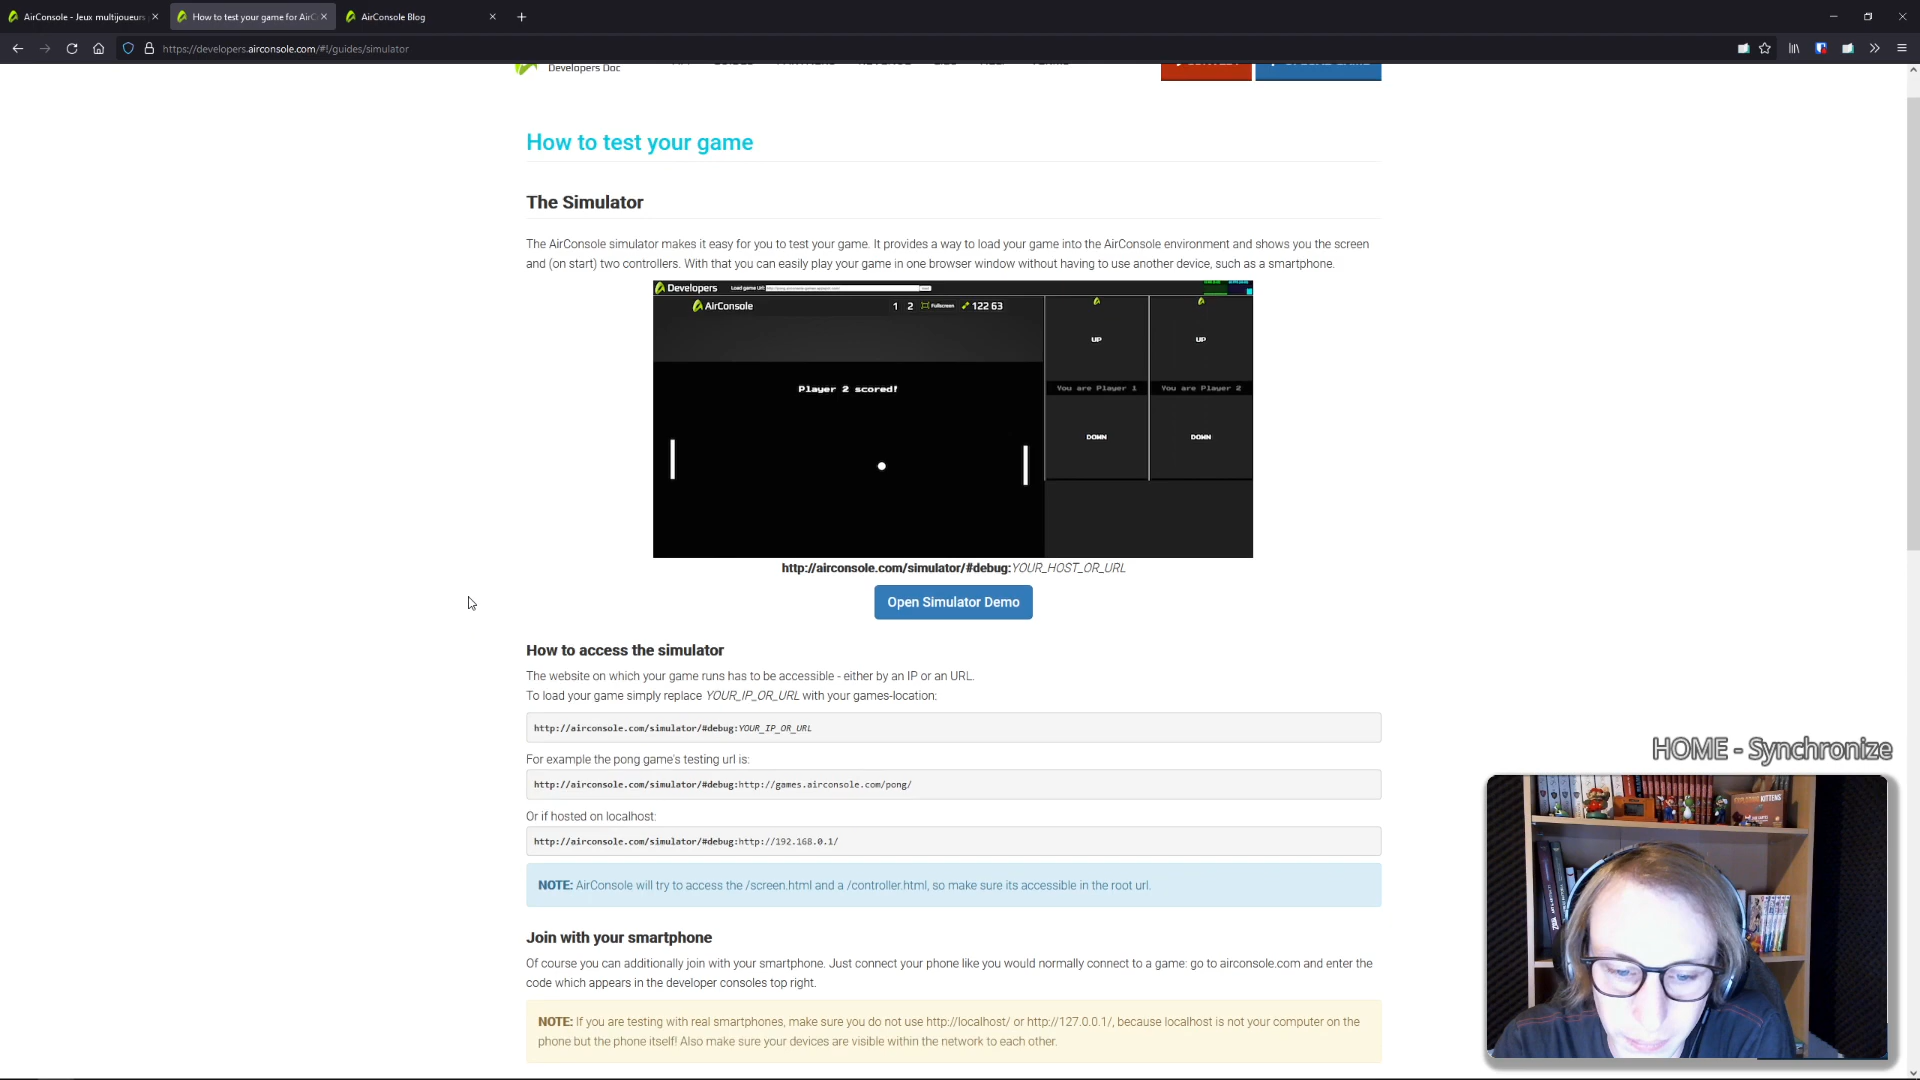 AirConsole - Jeux multijoueurs
How to test your game for AirC
AirConsole Blog
https://developers.airconsole.com/#!/guides/simulator
Developers Doc
How to test your game
The Simulator
The AirConsole simulator makes it easy for you to test your game. It provides a way to load your game into the AirConsole environment and shows you the screen
and (on start) two controllers. With that you can easily play your game in one browser window without having to use another device, such as a smartphone.
Developers
Load game url:
AirConsole
1 2 Fullscreen 122 63
UP
UP
Player 2 scored!
You are Player 1
You are Player 2
DOWN
DOWN
http://airconsole.com/simulator/#debug:YOUR_HOST_OR_URL
Open Simulator Demo
How to access the simulator
The website on which your game runs has to be accessible - either by an IP or an URL.
To load your game simply replace YOUR_IP_OR_URL with your games-location:
http://airconsole.com/simulator/#debug:YOUR_IP_OR_URL
For example the pong game's testing url is:
http://airconsole.com/simulator/#debug:http://games.airconsole.com/pong/
Or if hosted on localhost:
http://airconsole.com/simulator/#debug:http://192.168.0.1/
NOTE: AirConsole will try to access the /screen.html and a /controller.html, so make sure its accessible in the root url.
Join with your smartphone
Of course you can additionally join with your smartphone. Just connect your phone like you would normally connect to a game: go to airconsole.com and enter the
code which appears in the developer consoles top right.
NOTE: If you are testing with real smartphones, make sure you do not use http://localhost/ or http://127.0.0.1/, because localhost is not your computer on the
phone but the phone itself! Also make sure your devices are visible within the network to each other.
HOME - Synchronize
KITTENS